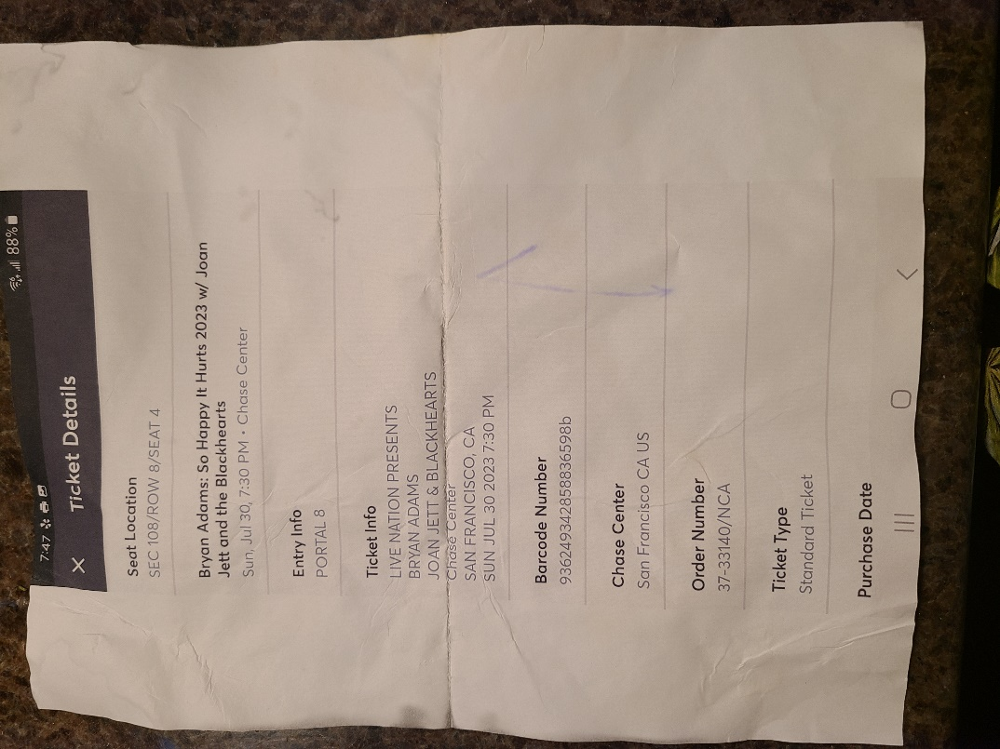 7:47 88%
Ticket Details
Seat Location
SEC 108/ROW 8/SEAT 4
Bryan Adams: So Happy It Hurts 2023 w/ Joan
Jett and the Blackhearts
Sun, Jul 30, 7:30 PM • Chase Center
Entry Info
PORTAL 8
Ticket Info
LIVE NATION PRESENTS
BRYAN ADAMS
JOAN JETT & BLACKHEARTS
Chase Center
SAN FRANCISCO, CA
SUN JUL 30 2023 7:30 PM
Barcode Number
9362493428588836598b
Chase Center
San Francisco CA US
Order Number
37-33140/NCA
Ticket Type
Standard Ticket
Purchase Date